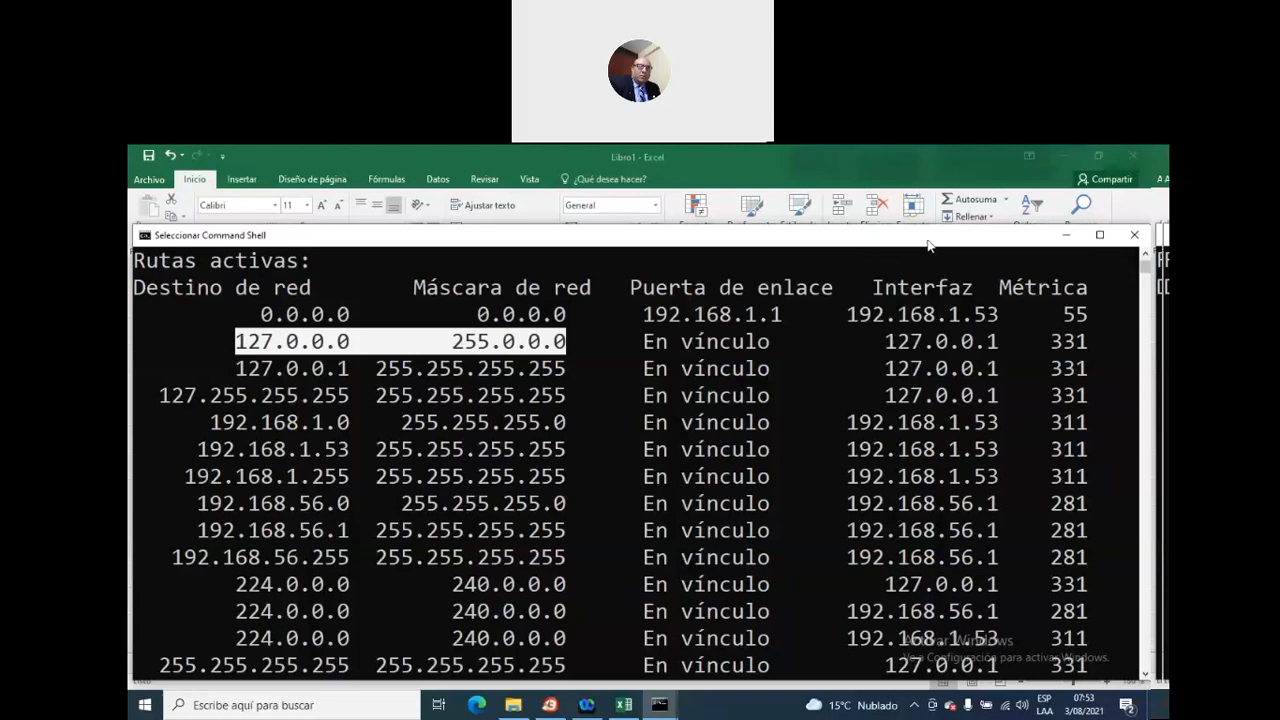 Libro1 - Excel
Archivo Inicio Insertar Diseño de página Fórmulas Datos Revisar Vista ¿Qué desea hacer? Compartir
Calibri 11 Ajustar texto General Autosuma
Rellenar
Seleccionar Command Shell
Rutas activas:
Destino de red Máscara de red Puerta de enlace Interfaz Métrica
0.0.0.0 0.0.0.0 192.168.1.1 192.168.1.53 55
127.0.0.0 255.0.0.0 En vínculo 127.0.0.1 331
127.0.0.1 255.255.255.255 En vínculo 127.0.0.1 331
127.255.255.255 255.255.255.255 En vínculo 127.0.0.1 331
192.168.1.0 255.255.255.0 En vínculo 192.168.1.53 311
192.168.1.53 255.255.255.255 En vínculo 192.168.1.53 311
192.168.1.255 255.255.255.255 En vínculo 192.168.1.53 311
192.168.56.0 255.255.255.0 En vínculo 192.168.56.1 281
192.168.56.1 255.255.255.255 En vínculo 192.168.56.1 281
192.168.56.255 255.255.255.255 En vínculo 192.168.56.1 281
224.0.0.0 240.0.0.0 En vínculo 127.0.0.1 331
224.0.0.0 240.0.0.0 En vínculo 192.168.56.1 281
224.0.0.0 240.0.0.0 En vínculo 192.168.1.53 311
Activar Windows
Ve a Configuración para activar Windows.
255.255.255.255 255.255.255.255 En vínculo 127.0.0.1 331
Escribe aquí para buscar
15°C Nublado
ESP
LAA
07:53
3/08/2021
2